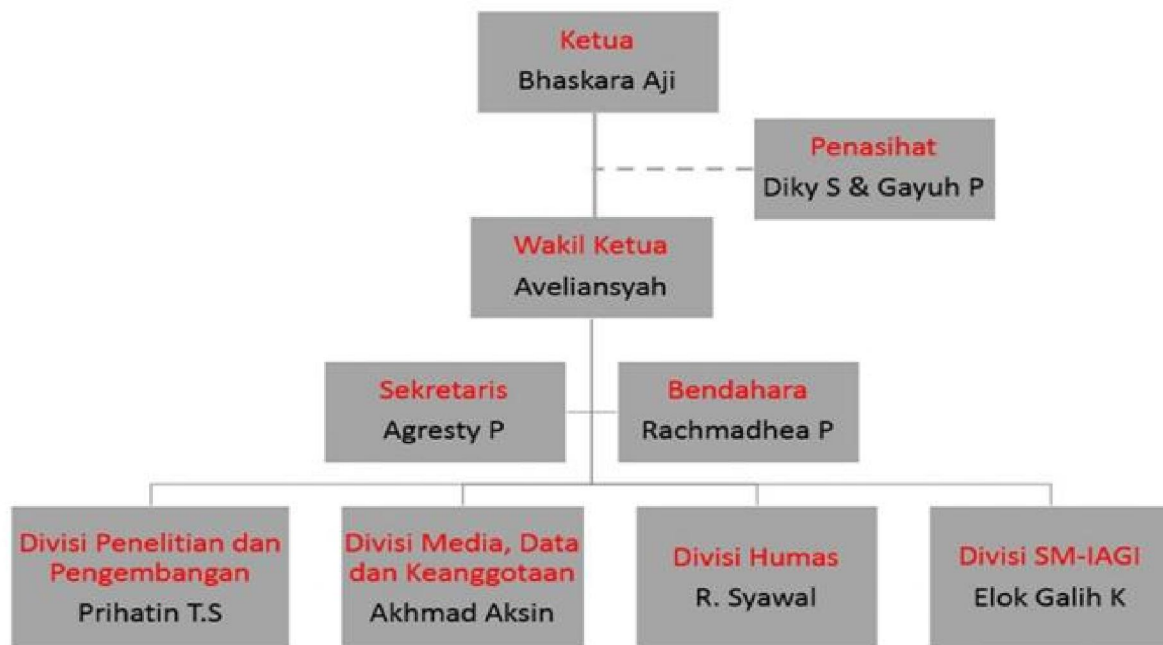 Ketua
Bhaskara Aji
Penasihat
Diky S & Gayuh P
Wakil Ketua
Aveliansyah
Sekretaris
Agresty P
Bendahara
Rachmadhea P
Divisi Penelitian dan
Pengembangan
Prihatin T.S
Divisi Media, Data
dan Keanggotaan
Akhmad Aksin
Divisi Humas
R. Syawal
Divisi SM-IAGI
Elok Galih K